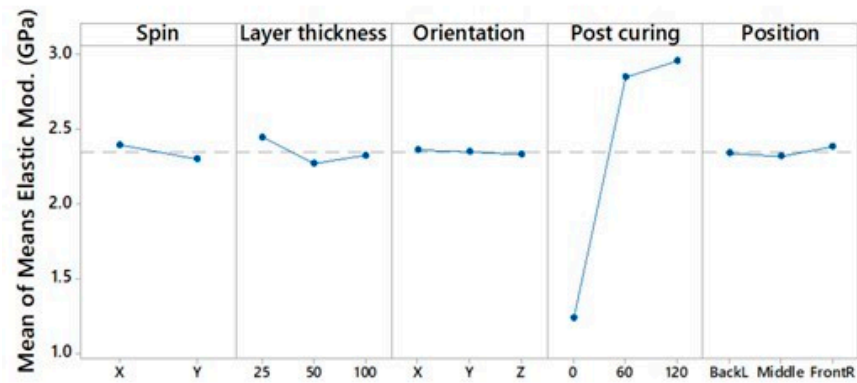 Mean of Means Elastic Mod. (GPa)
Spin Layer thickness Orientation Post curing Position
3.0
2.5
2.0
1.5
1.0
X Y 25 50 100 X Y Z 0 60 120 BackL Middle FrontR